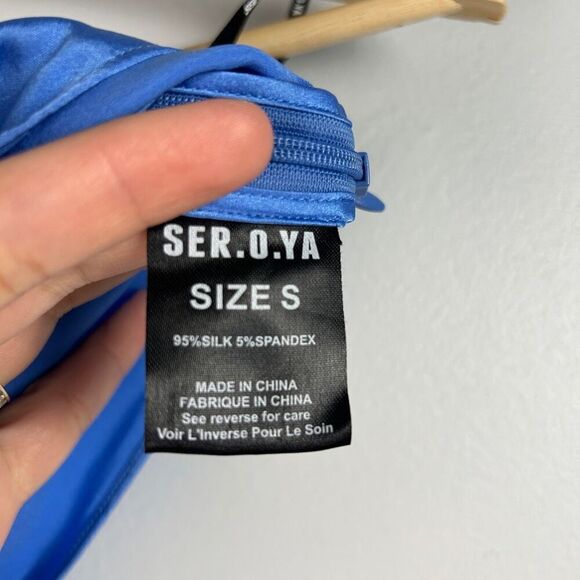 SER.O.YA
SIZE S
95%SILK 5%SPANDEX
MADE IN CHINA
FABRIQUE IN CHINA
See reverse for care
Voir L'Inverse Pour Le Soin